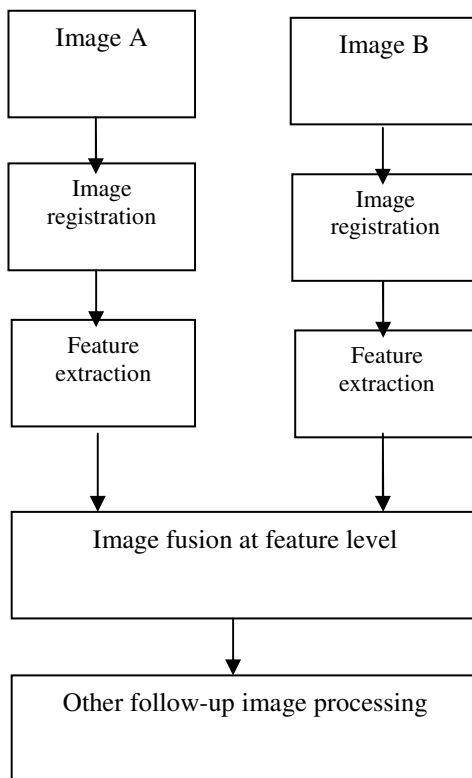 Image A
Image B
Image
registration
Image
registration
Feature
extraction
Feature
extraction
Image fusion at feature level
Other follow-up image processing